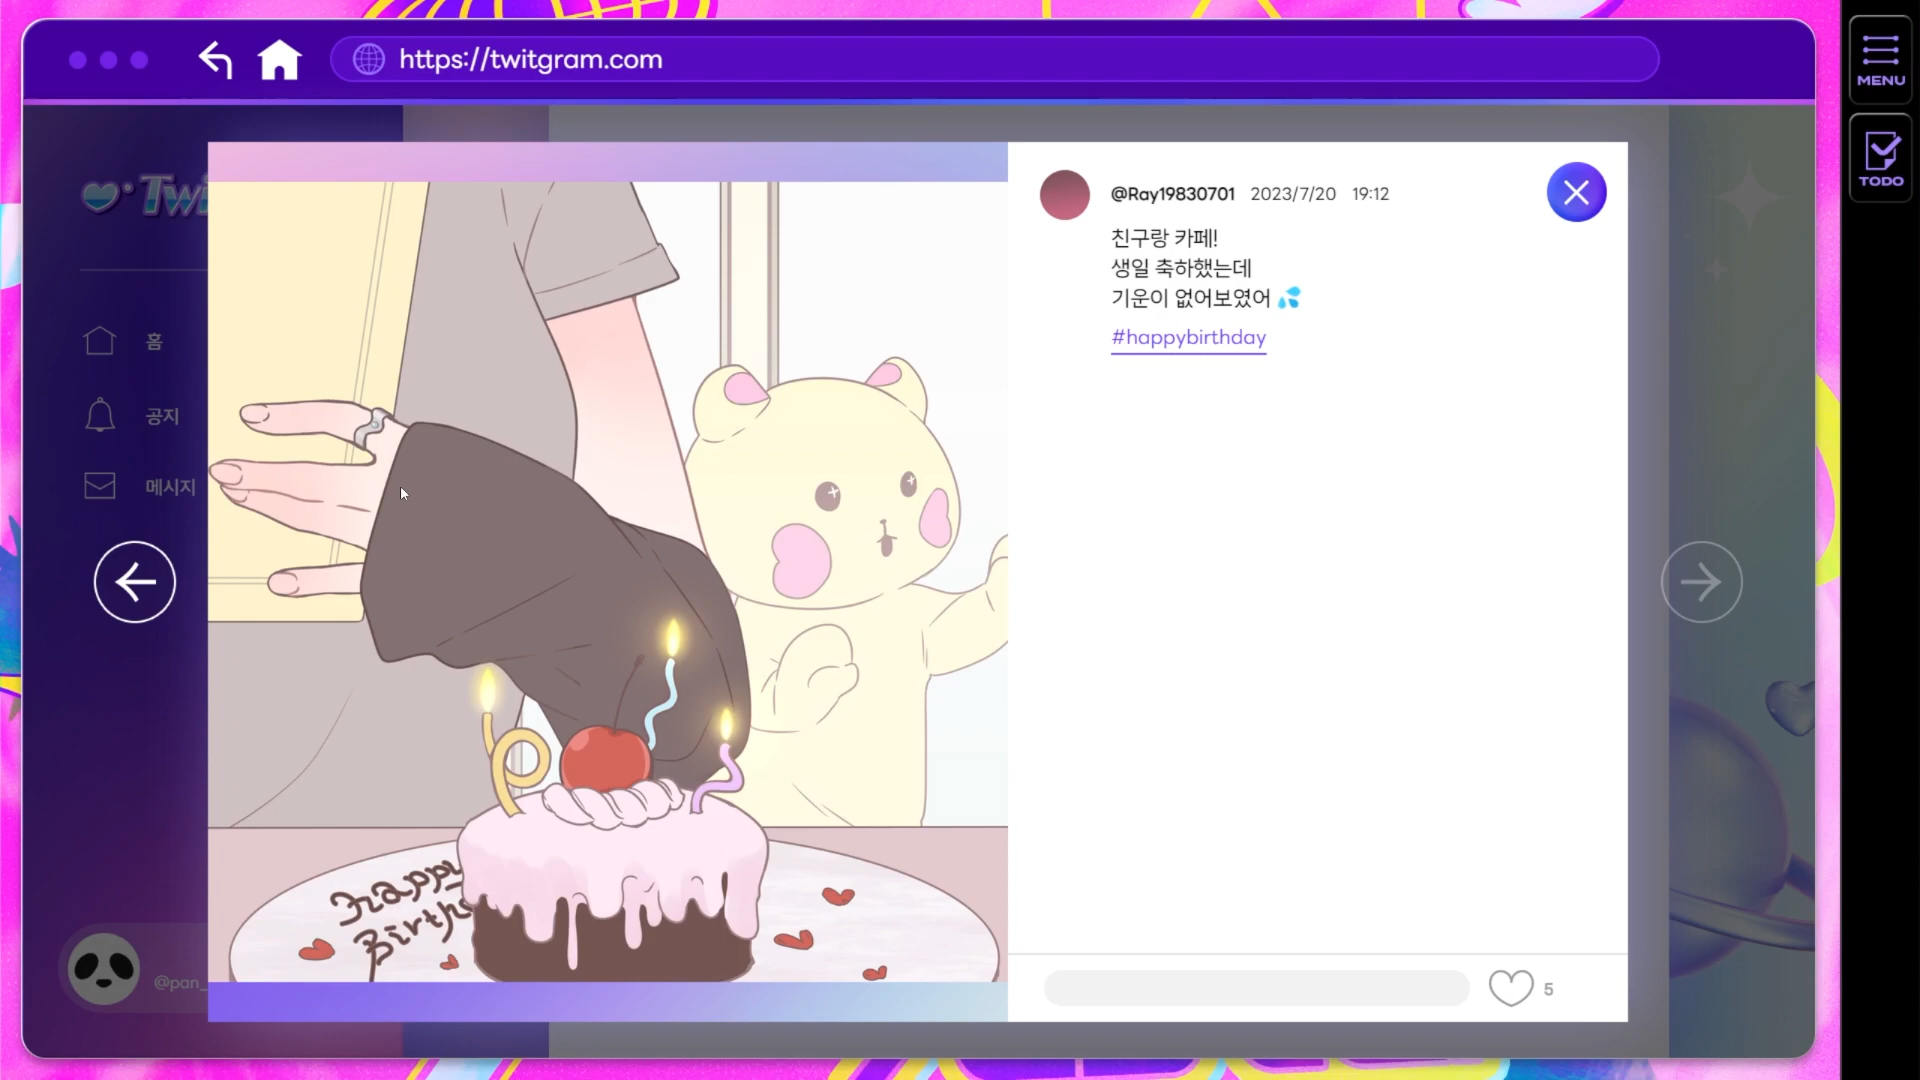 https://twitgram.com
MENU
TODO
Twi
홈
공지
메시지
@pan_
@Ray19830701 2023/7/20 19:12
친구랑 카페!
생일 축하했는데
기운이 없어보였어 💦
#happybirthday
Happy
Birth
5